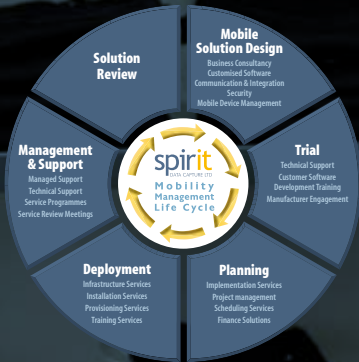 Solution
Review
Mobile
Solution Design
Business Consultancy
Customised Software
Communication & Integration
Security
Mobile Device Management
Management
& Support
Managed Support
Technical Support
Service Programmes
Service Review Meetings
spirit
DATA CAPTURE LTD
Mobility
Management
Life Cycle
Trial
Technical Support
Customer Software
Development Training
Manufacturer Engagement
Deployment
Infrastructure Services
Installation Services
Provisioning Services
Training Services
Planning
Implementation Services
Project management
Scheduling Services
Finance Solutions